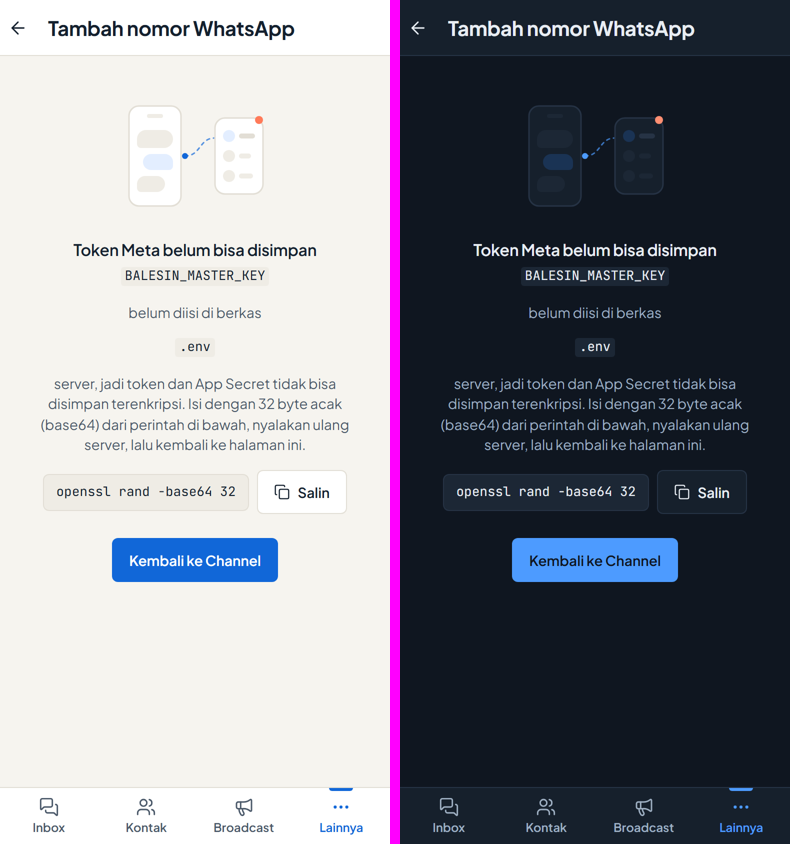 Tambah nomor WhatsApp
Token Meta belum bisa disimpan
BALESIN_MASTER_KEY
belum diisi di berkas
.env
server, jadi token dan App Secret tidak bisa
disimpan terenkripsi. Isi dengan 32 byte acak
(base64) dari perintah di bawah, nyalakan ulang
server, lalu kembali ke halaman ini.
openssl rand -base64 32
Salin
Kembali ke Channel
Inbox
Kontak
Broadcast
Lainnya
Tambah nomor WhatsApp
Token Meta belum bisa disimpan
BALESIN_MASTER_KEY
belum diisi di berkas
.env
server, jadi token dan App Secret tidak bisa
disimpan terenkripsi. Isi dengan 32 byte acak
(base64) dari perintah di bawah, nyalakan ulang
server, lalu kembali ke halaman ini.
openssl rand -base64 32
Salin
Kembali ke Channel
Inbox
Kontak
Broadcast
Lainnya